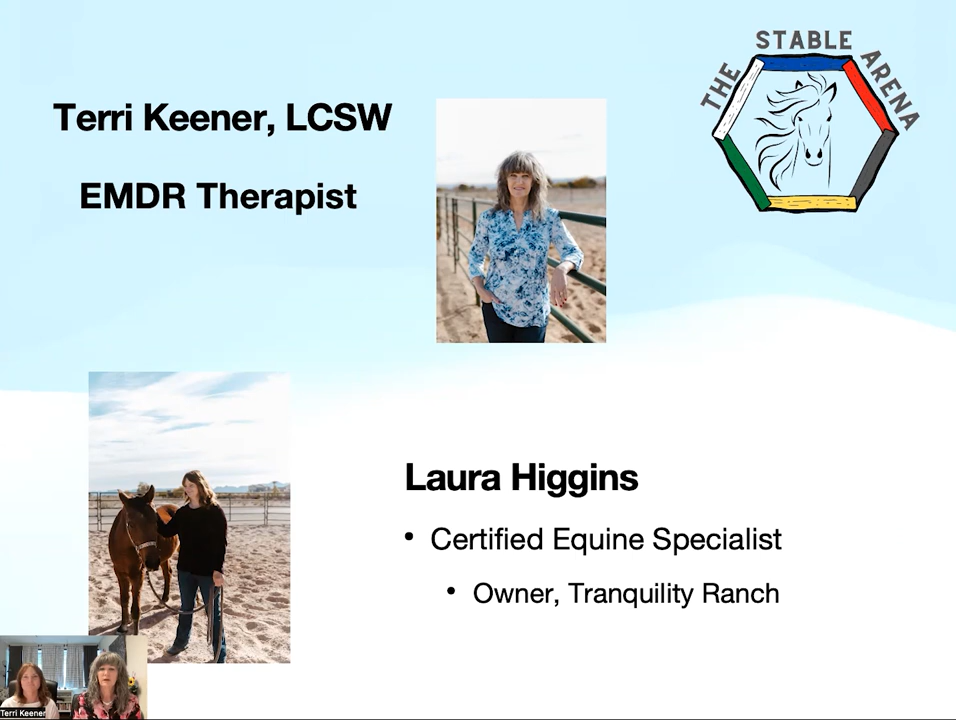 THE STABLE ARENA
Terri Keener, LCSW
EMDR Therapist
Laura Higgins
• Certified Equine Specialist
• Owner, Tranquility Ranch
Terri Keener